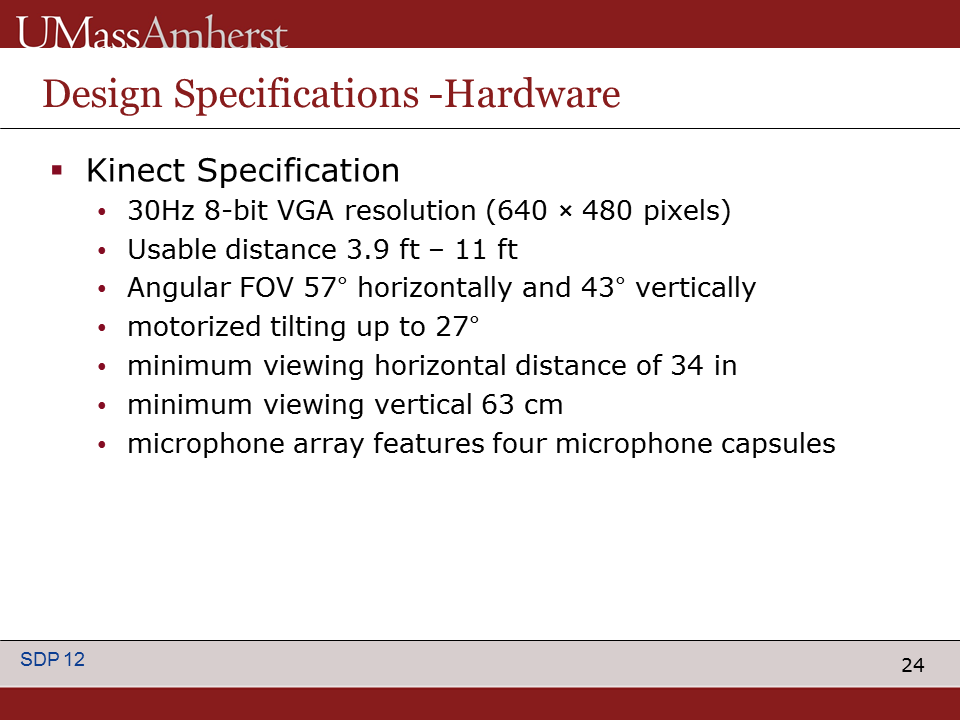 UMassAmherst
Design Specifications -Hardware
▪ Kinect Specification
• 30Hz 8-bit VGA resolution (640 × 480 pixels)
• Usable distance 3.9 ft – 11 ft
• Angular FOV 57° horizontally and 43° vertically
• motorized tilting up to 27°
• minimum viewing horizontal distance of 34 in
• minimum viewing vertical 63 cm
• microphone array features four microphone capsules
SDP 12
24